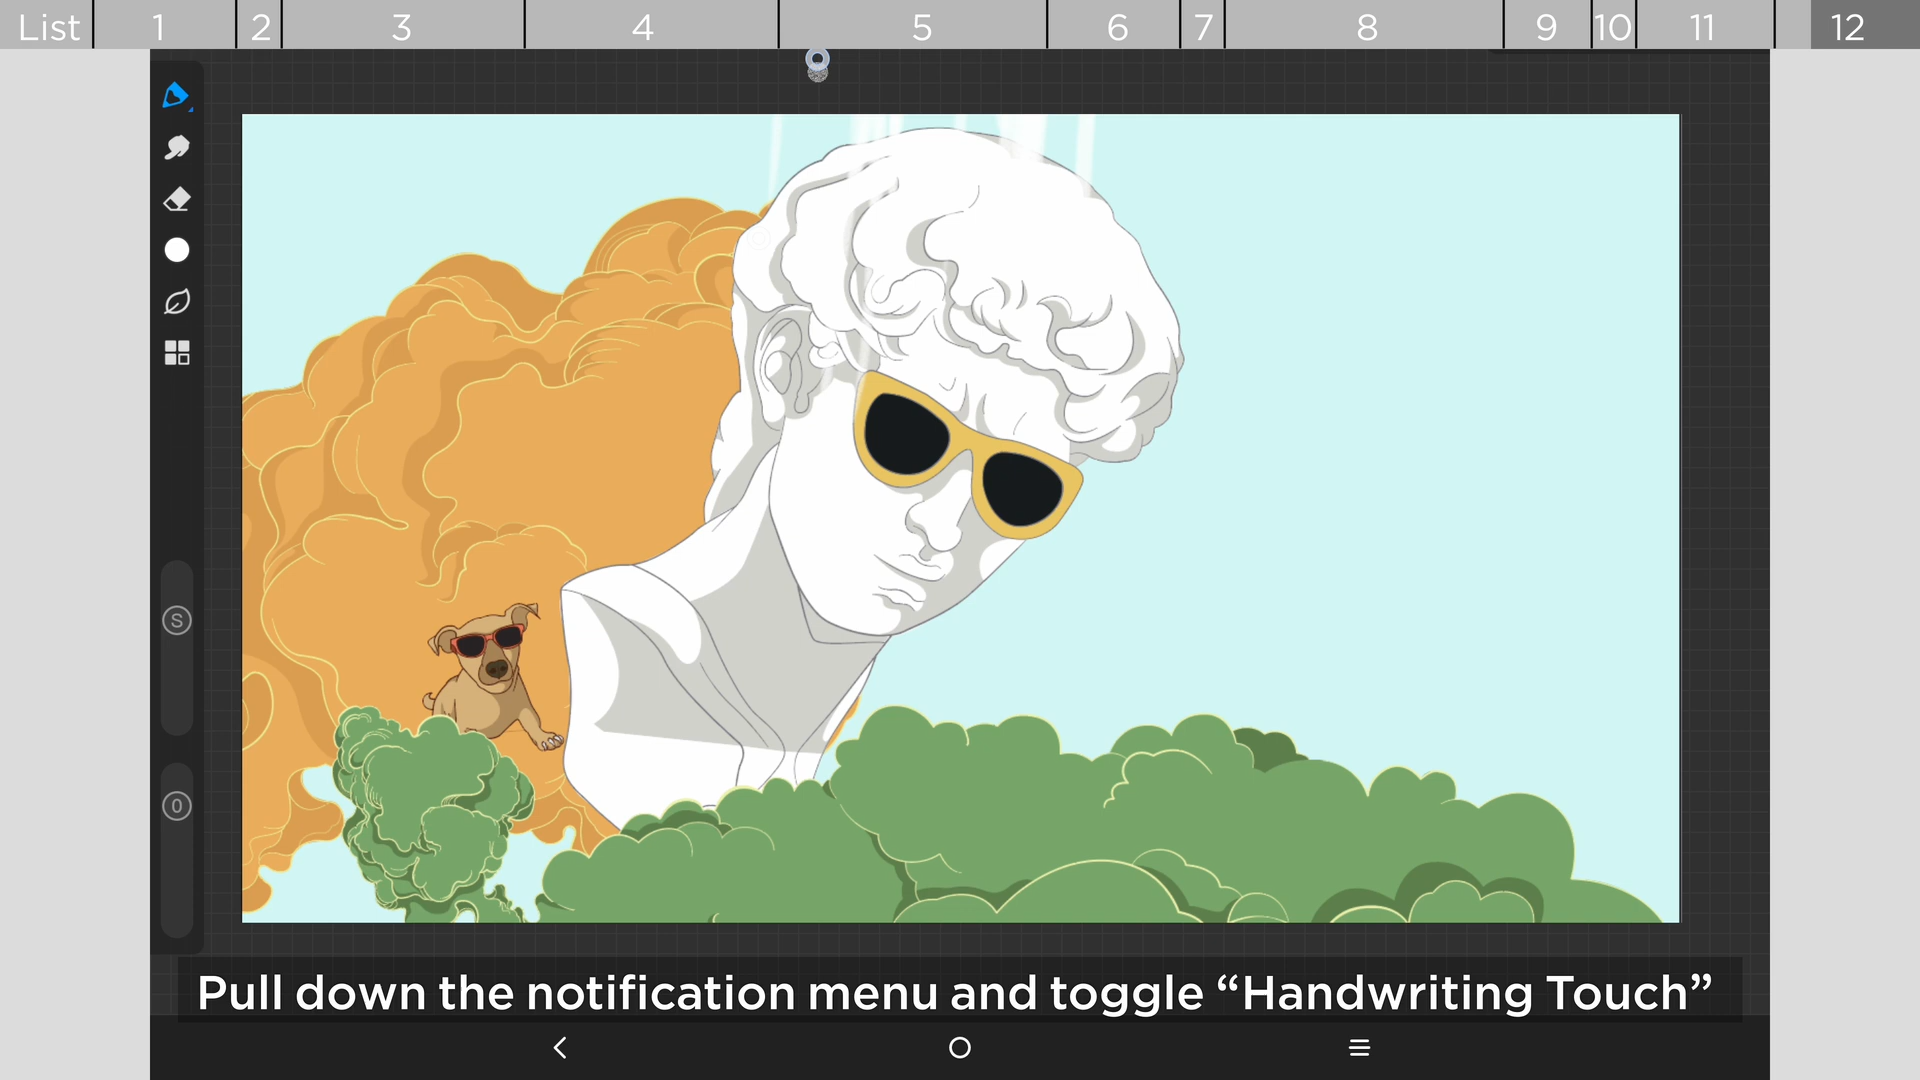 List 1 2 3 4 5 6 7 8 9 10 11 12
S
0
Pull down the notification menu and toggle “Handwriting Touch”